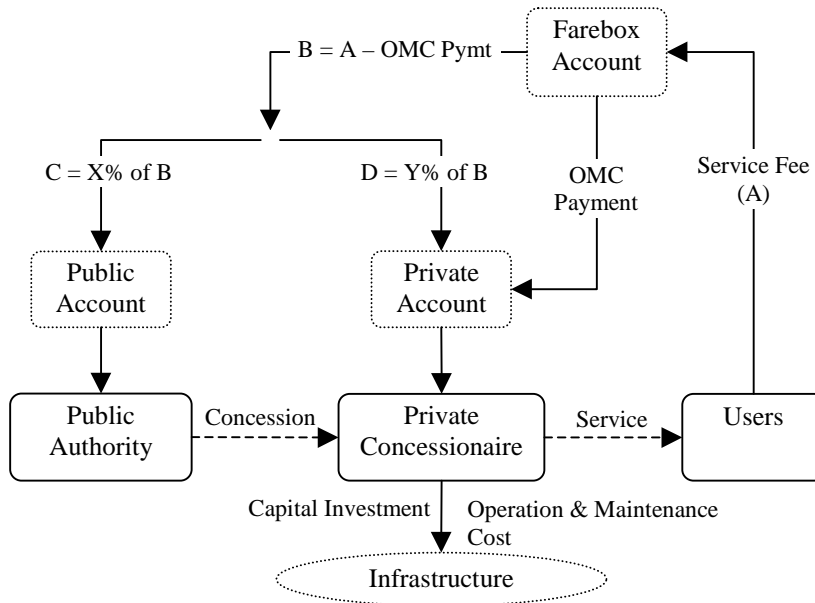 Farebox
Account
B = A – OMC Pymt
C = X% of B
D = Y% of B
OMC
Payment
Service Fee
(A)
Public
Account
Private
Account
Public
Authority
Concession
Private
Concessionaire
Service
Users
Capital Investment
Operation & Maintenance
Cost
Infrastructure